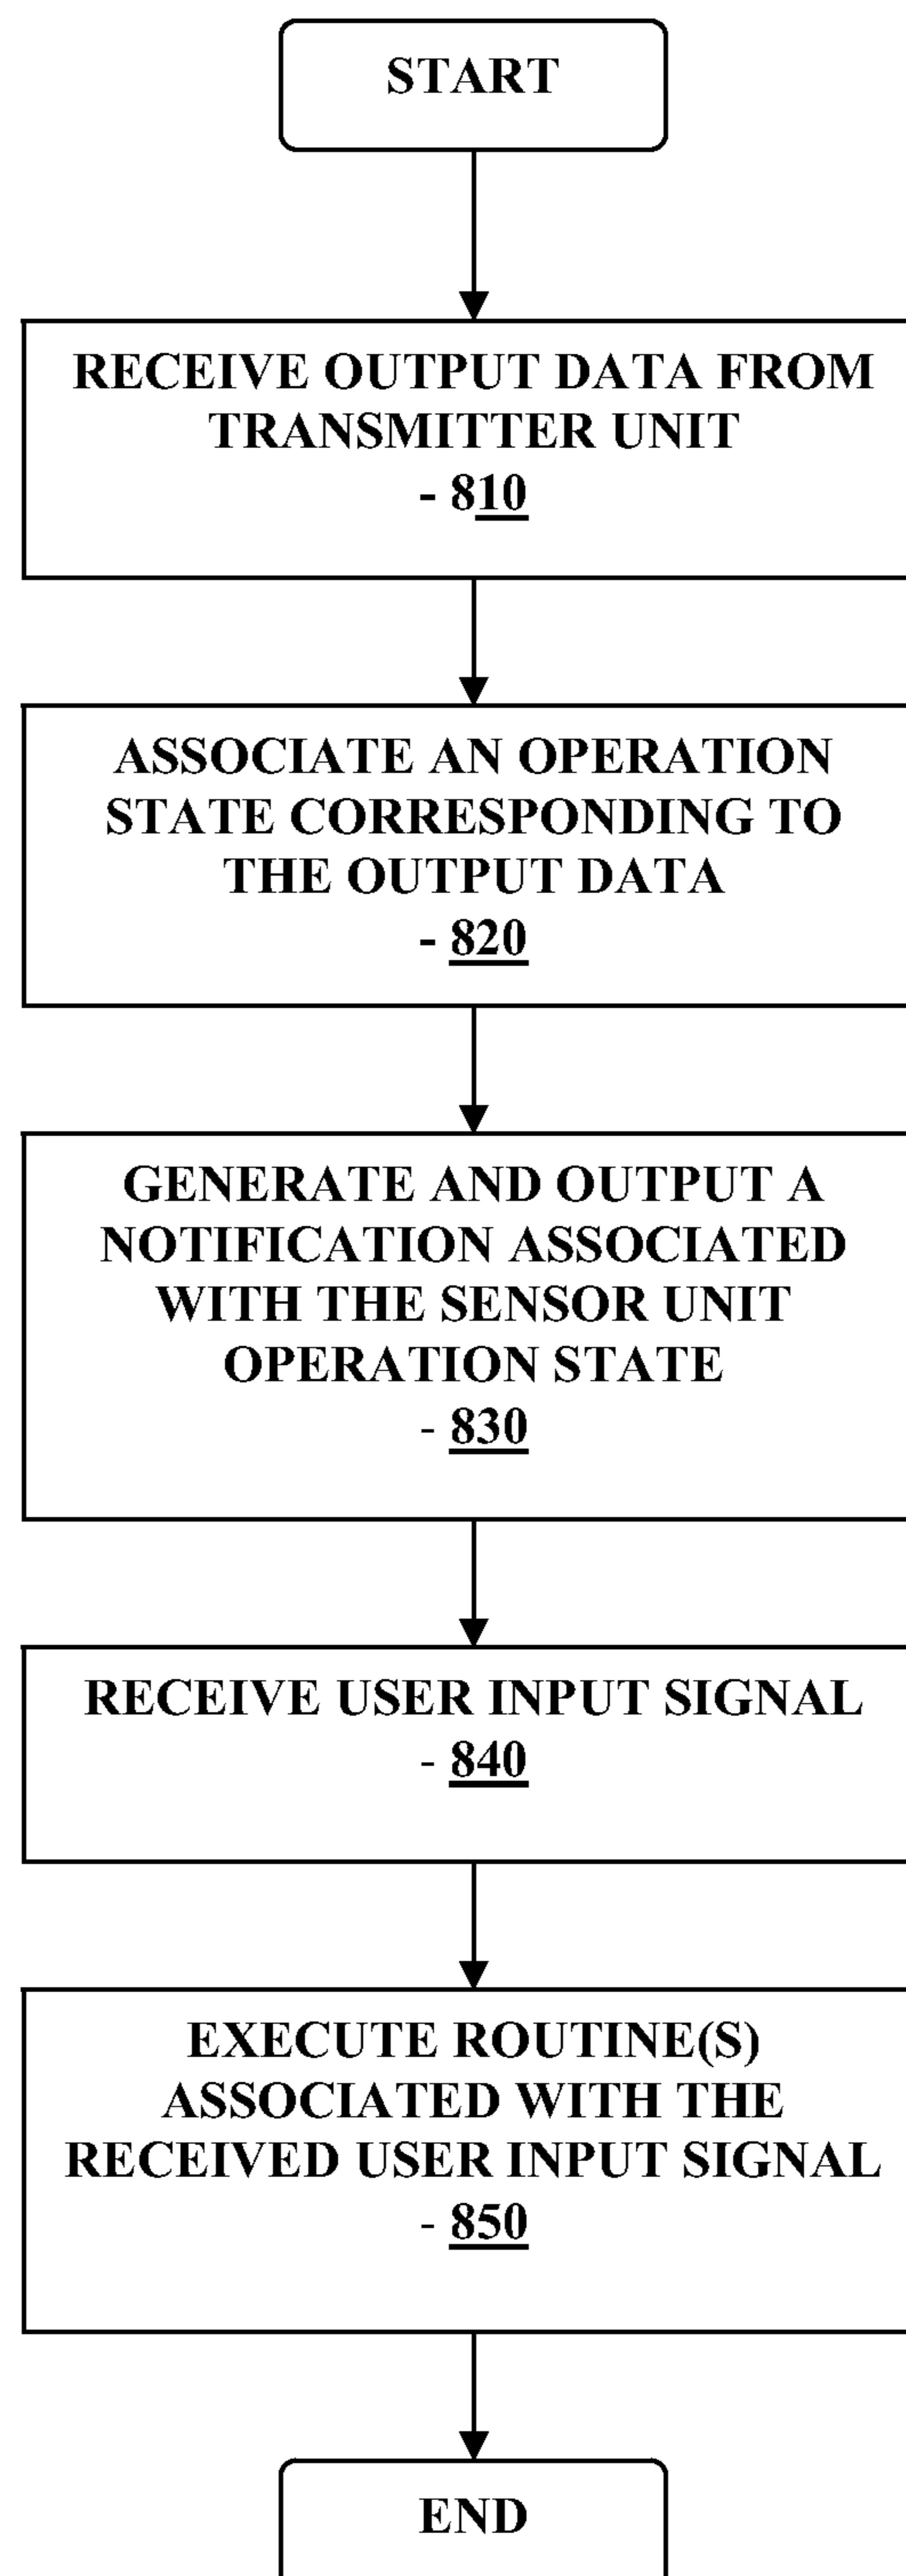 START
RECEIVE OUTPUT DATA FROM
TRANSMITTER UNIT
- 810
ASSOCIATE AN OPERATION
STATE CORRESPONDING TO
THE OUTPUT DATA
- 820
GENERATE AND OUTPUT A
NOTIFICATION ASSOCIATED
WITH THE SENSOR UNIT
OPERATION STATE
- 830
RECEIVE USER INPUT SIGNAL
- 840
EXECUTE ROUTINE(S)
ASSOCIATED WITH THE
RECEIVED USER INPUT SIGNAL
- 850
END